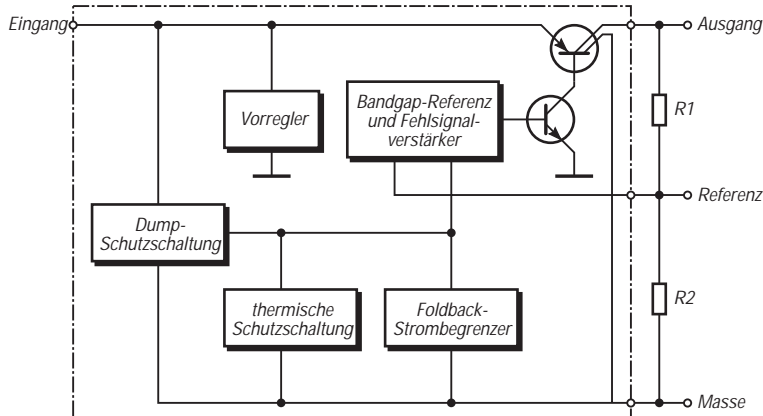 Eingang
Ausgang
Vorregler
Bandgap-Referenz
und Fehlsignal-
verstärker
R1
Referenz
Dump-
Schutzschaltung
thermische
Schutzschaltung
Foldback-
Strombegrenzer
R2
Masse